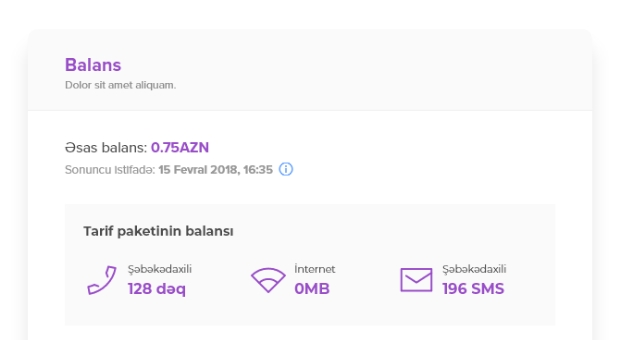 Balans
Dolor sit amet aliquam.
Əsas balans: 0.75AZN
Sonuncu istifadə: 15 Fevral 2018, 16:35
Tarif paketinin balansı
Şəbəkədaxili
128 dəq
İnternet
0MB
Şəbəkədaxili
196 SMS